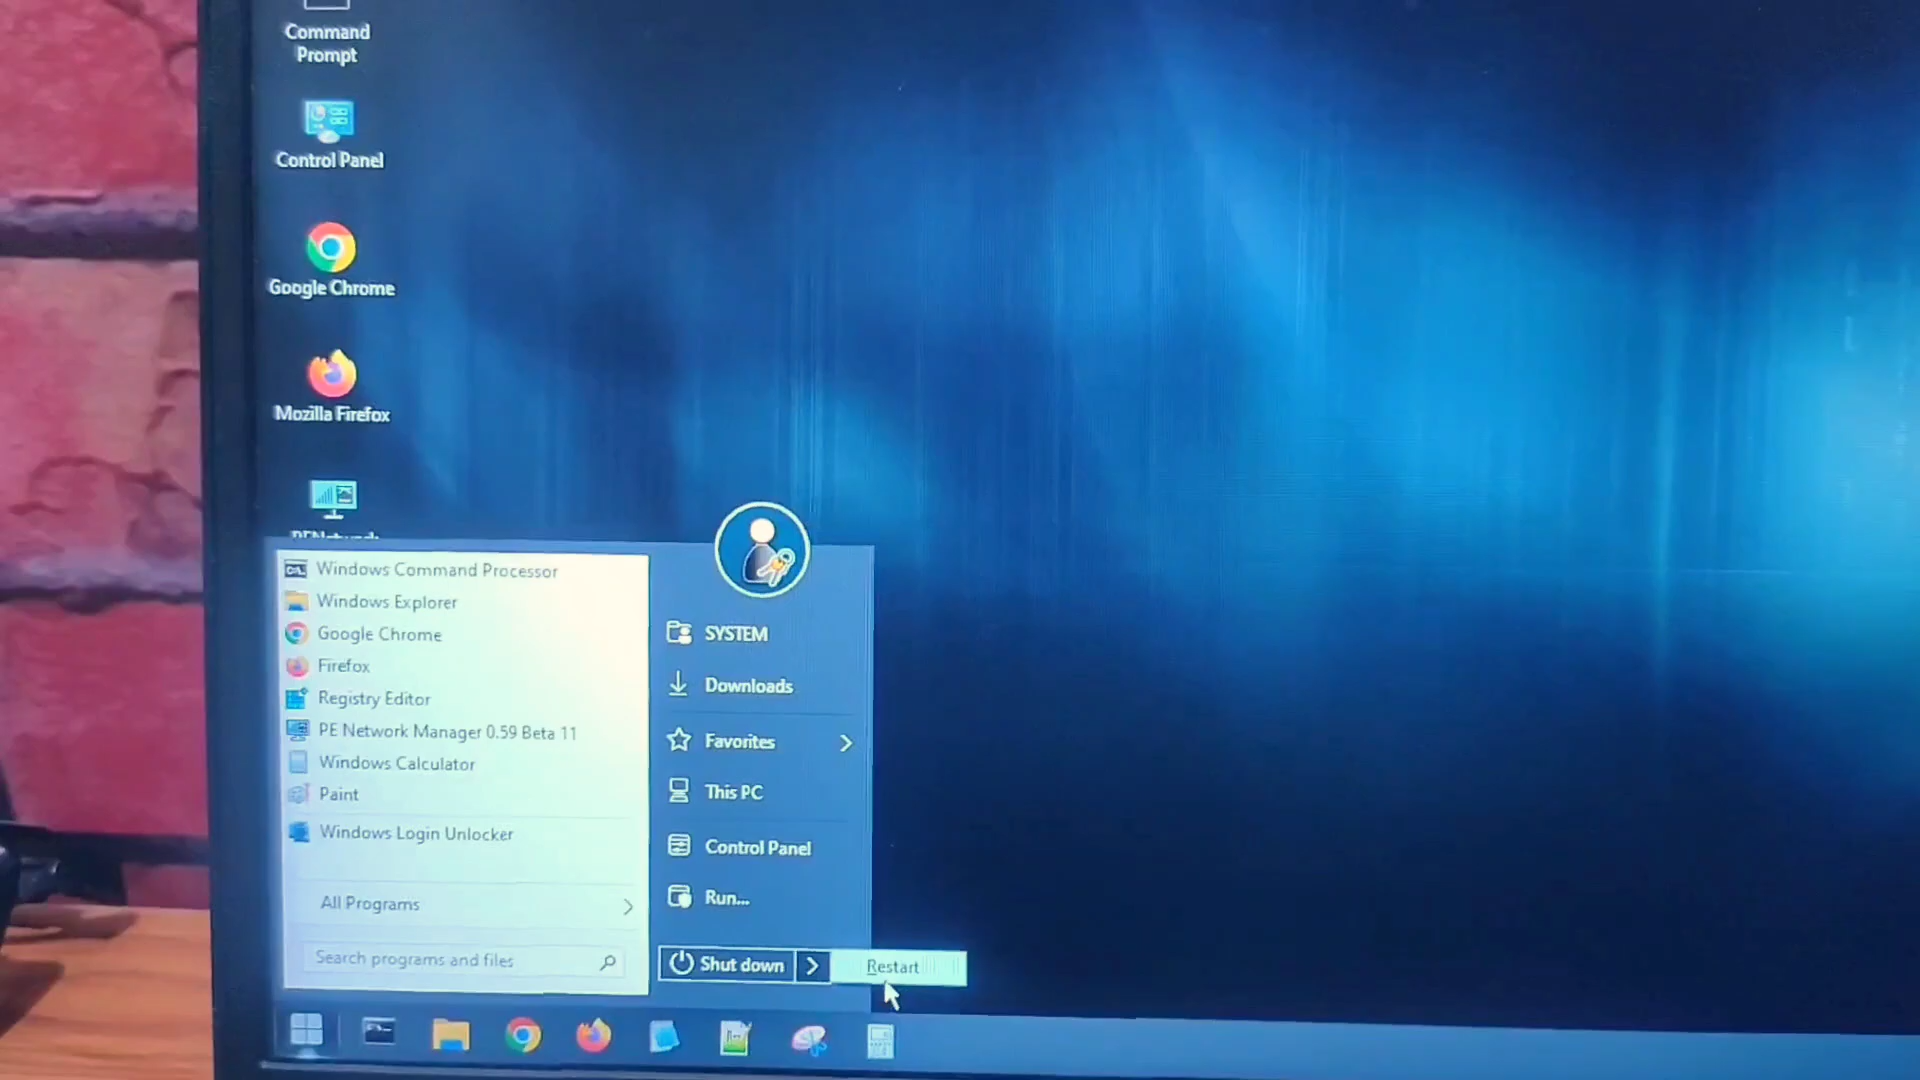 Command
Prompt
Control Panel
Google Chrome
Mozilla Firefox
PENetwork
Windows Command Processor
Windows Explorer
Google Chrome
Firefox
Registry Editor
PE Network Manager 0.59 Beta 11
Windows Calculator
Paint
Windows Login Unlocker
All Programs
Search programs and files
SYSTEM
Downloads
Favorites
This PC
Control Panel
Run...
Shut down
Restart